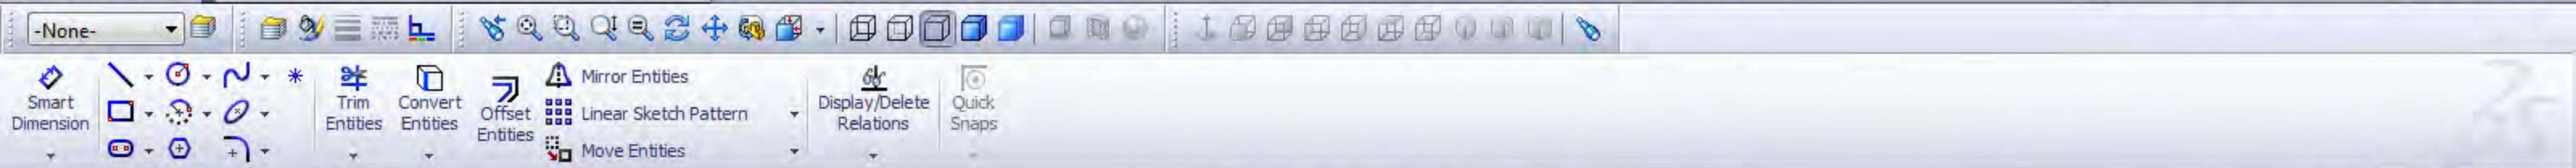 -None-
Smart
Dimension
Trim
Entities
Convert
Entities
Offset
Entities
Mirror Entities
Linear Sketch Pattern
Move Entities
Display/Delete
Relations
Quick
Snaps